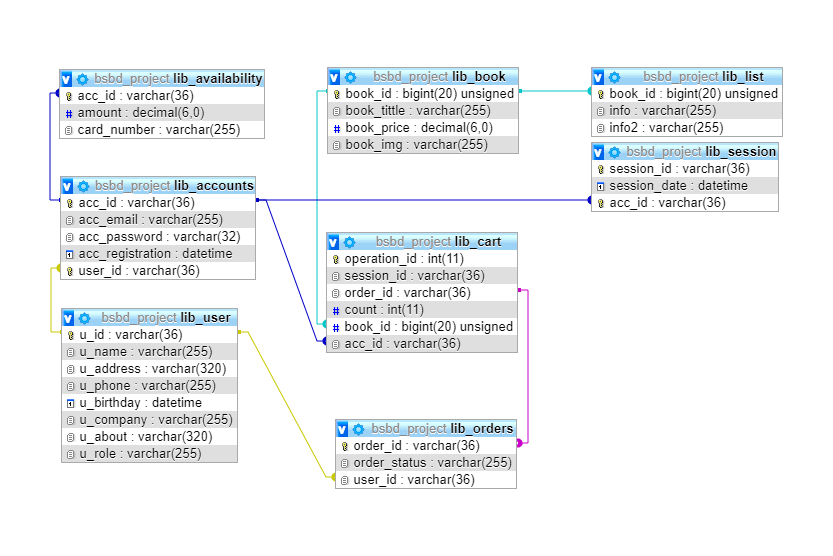 bsbd_project lib_availability
acc_id : varchar(36)
amount : decimal(6,0)
card_number : varchar(255)
bsbd_project lib_accounts
acc_id : varchar(36)
acc_email : varchar(255)
acc_password : varchar(32)
acc_registration : datetime
user_id : varchar(36)
bsbd_project lib_user
u_id : varchar(36)
u_name : varchar(255)
u_address : varchar(320)
u_phone : varchar(255)
u_birthday : datetime
u_company : varchar(255)
u_about : varchar(320)
u_role : varchar(255)
bsbd_project lib_book
book_id : bigint(20) unsigned
book_tittle : varchar(255)
book_price : decimal(6,0)
book_img : varchar(255)
bsbd_project lib_cart
operation_id : int(11)
session_id : varchar(36)
order_id : varchar(36)
count : int(11)
book_id : bigint(20) unsigned
acc_id : varchar(36)
bsbd_project lib_orders
order_id : varchar(36)
order_status : varchar(255)
user_id : varchar(36)
bsbd_project lib_list
book_id : bigint(20) unsigned
info : varchar(255)
info2 : varchar(255)
bsbd_project lib_session
session_id : varchar(36)
session_date : datetime
acc_id : varchar(36)